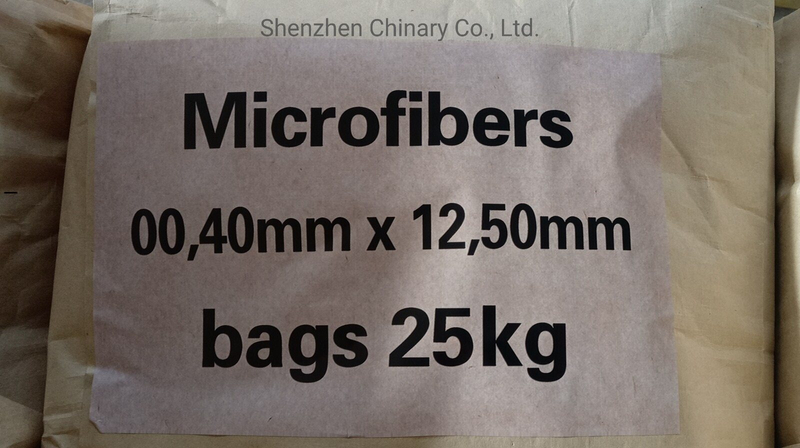 Shenzhen Chinary Co., Ltd.
Microfibers
00,40mm x 12,50mm
bags 25kg